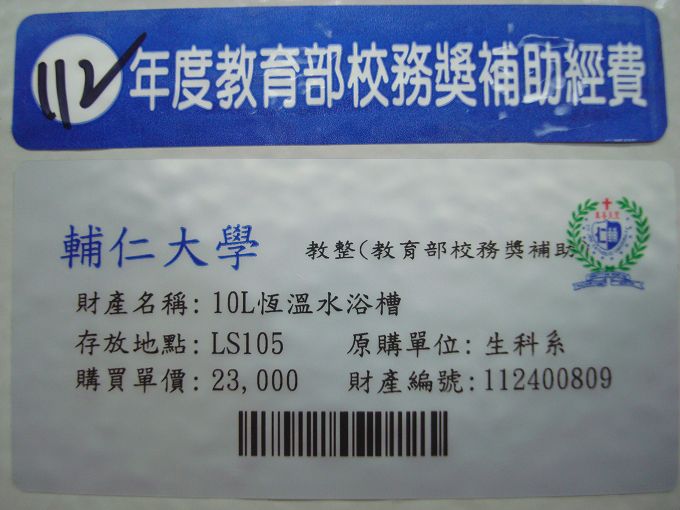 112年度教育部校務獎補助經費
輔仁大學 教整(教育部校務獎補助
財產名稱: 10L恆溫水浴槽
存放地點: LS105 原購單位: 生科系
購買單價: 23,000 財產編號: 112400809